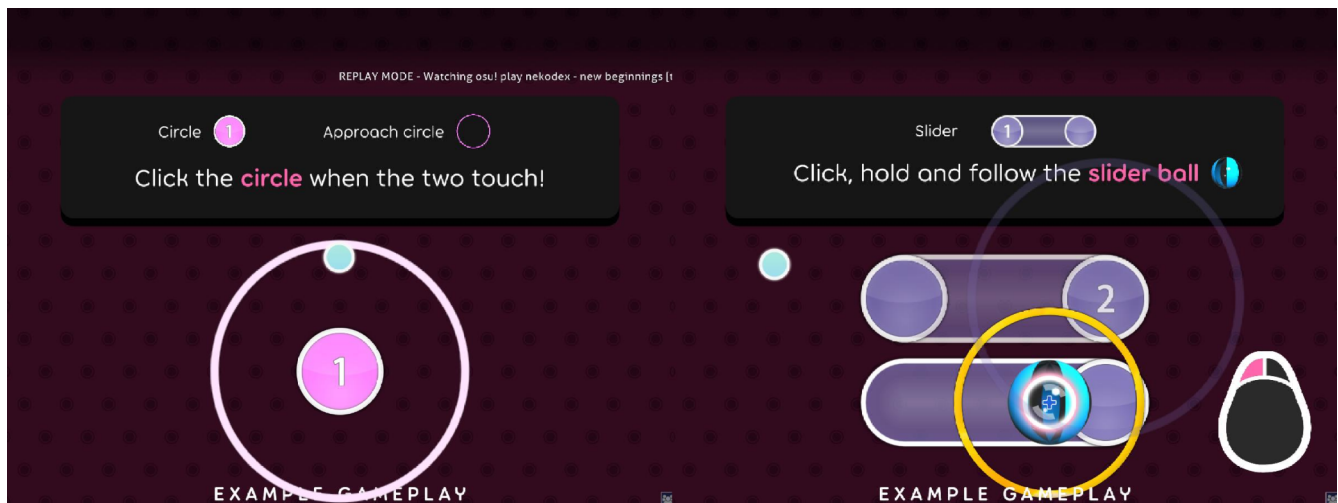 REPLAY MODE - Watching osu! play nekodex - new beginnings [
Circle 1 Approach circle
Click the circle when the two touch!
1
EXAMPLE GAMEPLAY
Slider 1
Click, hold and follow the slider ball
2
EXAMPLE GAMEPLAY